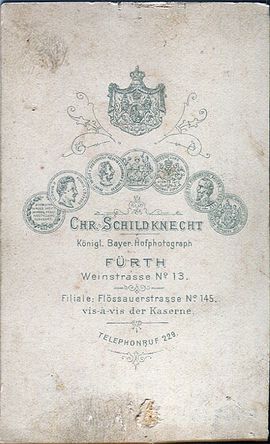 CHR. SCHILDKNECHT
Königl. Bayer. Hofphotograph
FÜRTH
Weinstrasse Nº 13.
Filiale: Flössauerstrasse Nº 145.
vis-à-vis der Kaserne.
TELEPHONRUF 229.